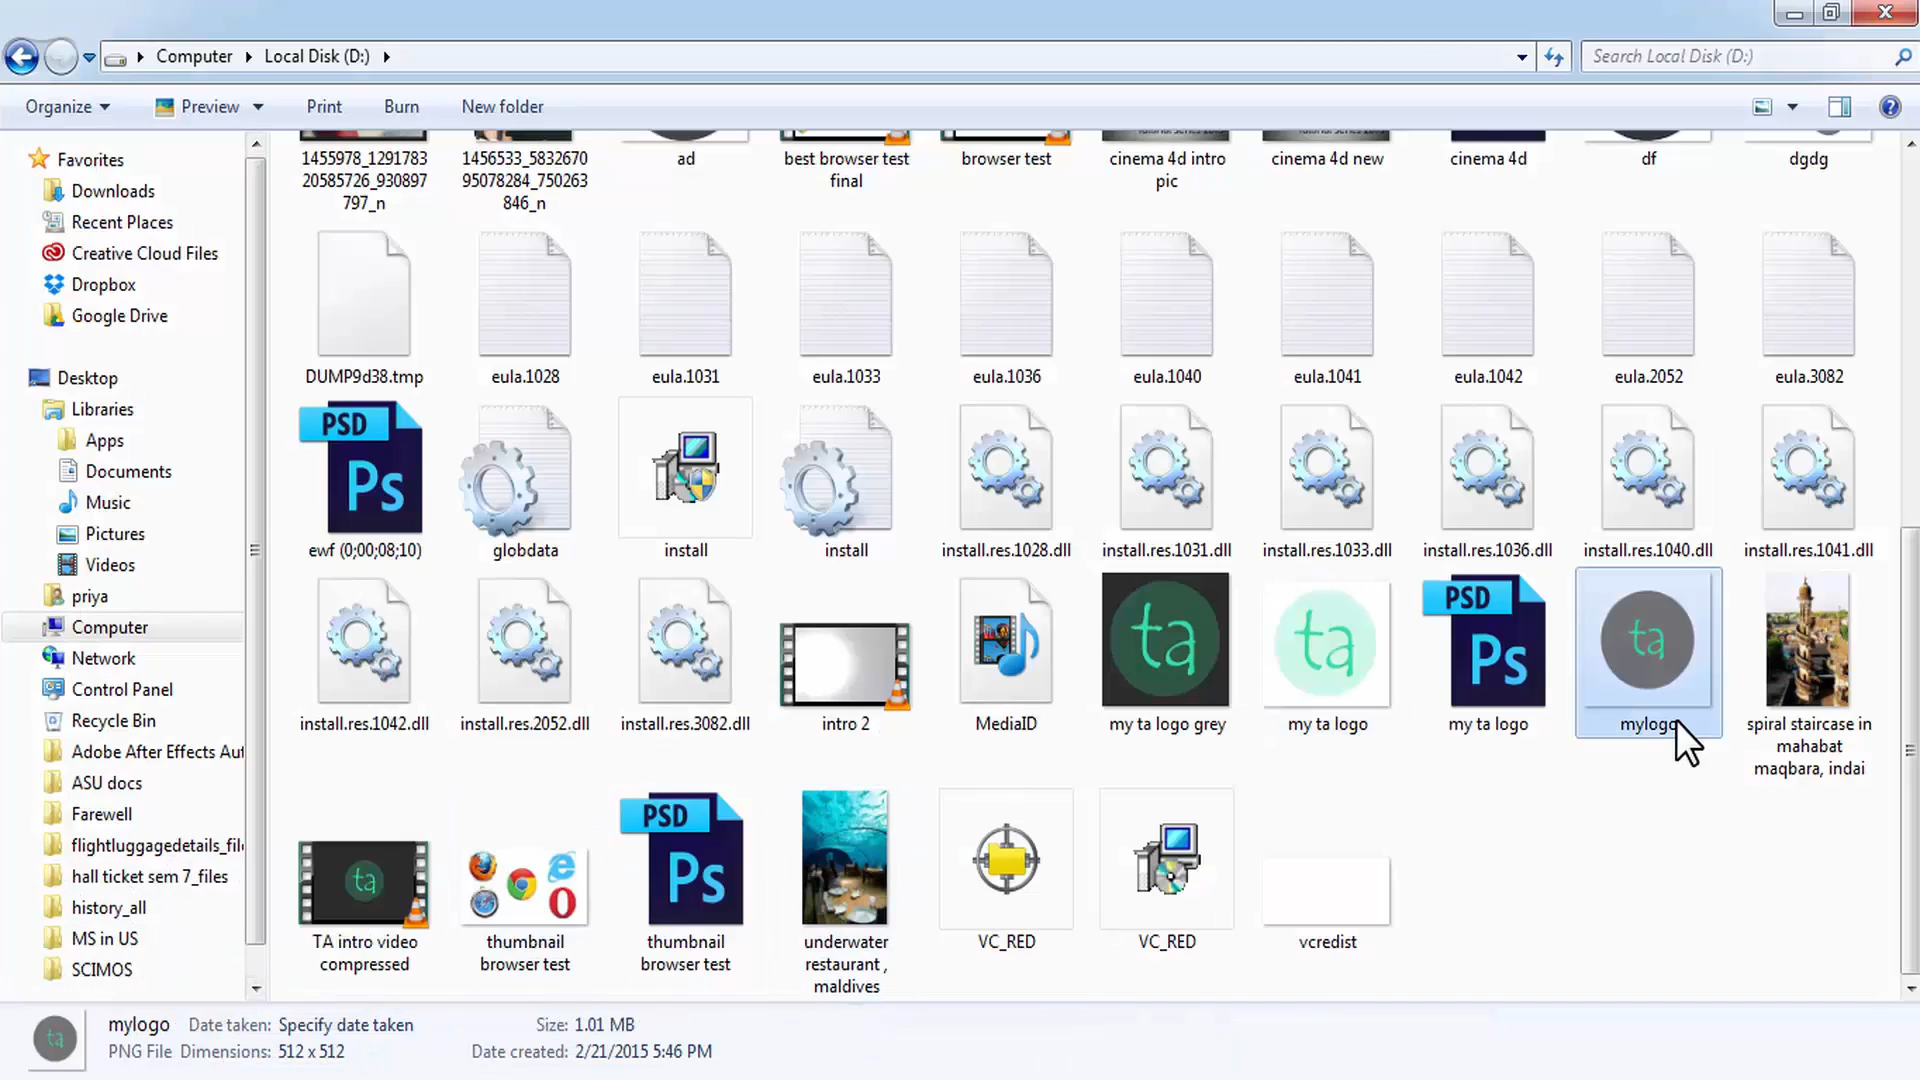 Computer
Local Disk (D:)
Search Local Disk (D:)
Organize
Preview
Print
Burn
New folder
Favorites
Downloads
Recent Places
Creative Cloud Files
Dropbox
Google Drive
Desktop
Libraries
Apps
Documents
Music
Pictures
Videos
priya
Computer
Network
Control Panel
Recycle Bin
Adobe After Effects Aut
ASU docs
Farewell
flightluggagedetails_file
hall ticket sem 7_files
history_all
MS in US
SCIMOS
1455978_1291783
20585726_930897
797_n
1456533_5832670
95078284_750263
846_n
ad
best browser test
final
browser test
cinema 4d intro
pic
cinema 4d new
cinema 4d
df
dgdg
DUMP9d38.tmp
eula.1028
eula.1031
eula.1033
eula.1036
eula.1040
eula.1041
eula.1042
eula.2052
eula.3082
PSD
Ps
ewf (0;00;08;10)
globdata
install
install
install.res.1028.dll
install.res.1031.dll
install.res.1033.dll
install.res.1036.dll
install.res.1040.dll
install.res.1041.dll
install.res.1042.dll
install.res.2052.dll
install.res.3082.dll
intro 2
MediaID
ta
my ta logo grey
ta
my ta logo
PSD
Ps
my ta logo
ta
mylogo
spiral staircase in
mahabat
maqbara, indai
ta
TA intro video
compressed
thumbnail
browser test
PSD
Ps
thumbnail
browser test
underwater
restaurant ,
maldives
VC_RED
VC_RED
vcredist
ta
mylogo
Date taken: Specify date taken
Size: 1.01 MB
PNG File
Dimensions: 512 x 512
Date created: 2/21/2015 5:46 PM